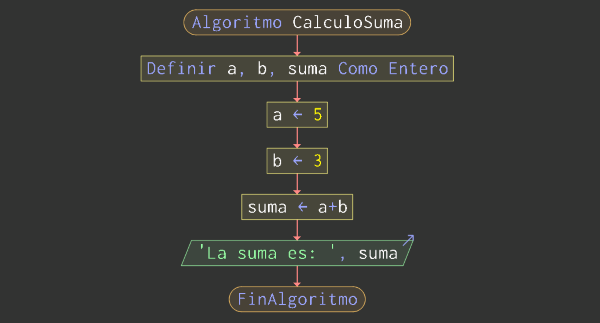 Algoritmo CalculoSuma
Definir a, b, suma Como Entero
a ← 5
b ← 3
suma ← a+b
'La suma es: ', suma
FinAlgoritmo